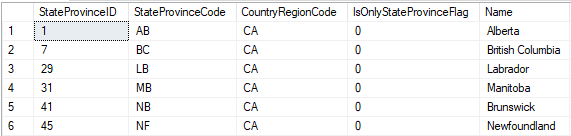 StateProvinceID StateProvinceCode CountryRegionCode IsOnlyStateProvinceFlag Name
1 1 AB CA 0 Alberta
2 7 BC CA 0 British Columbia
3 29 LB CA 0 Labrador
4 31 MB CA 0 Manitoba
5 41 NB CA 0 Brunswick
6 45 NF CA 0 Newfoundland